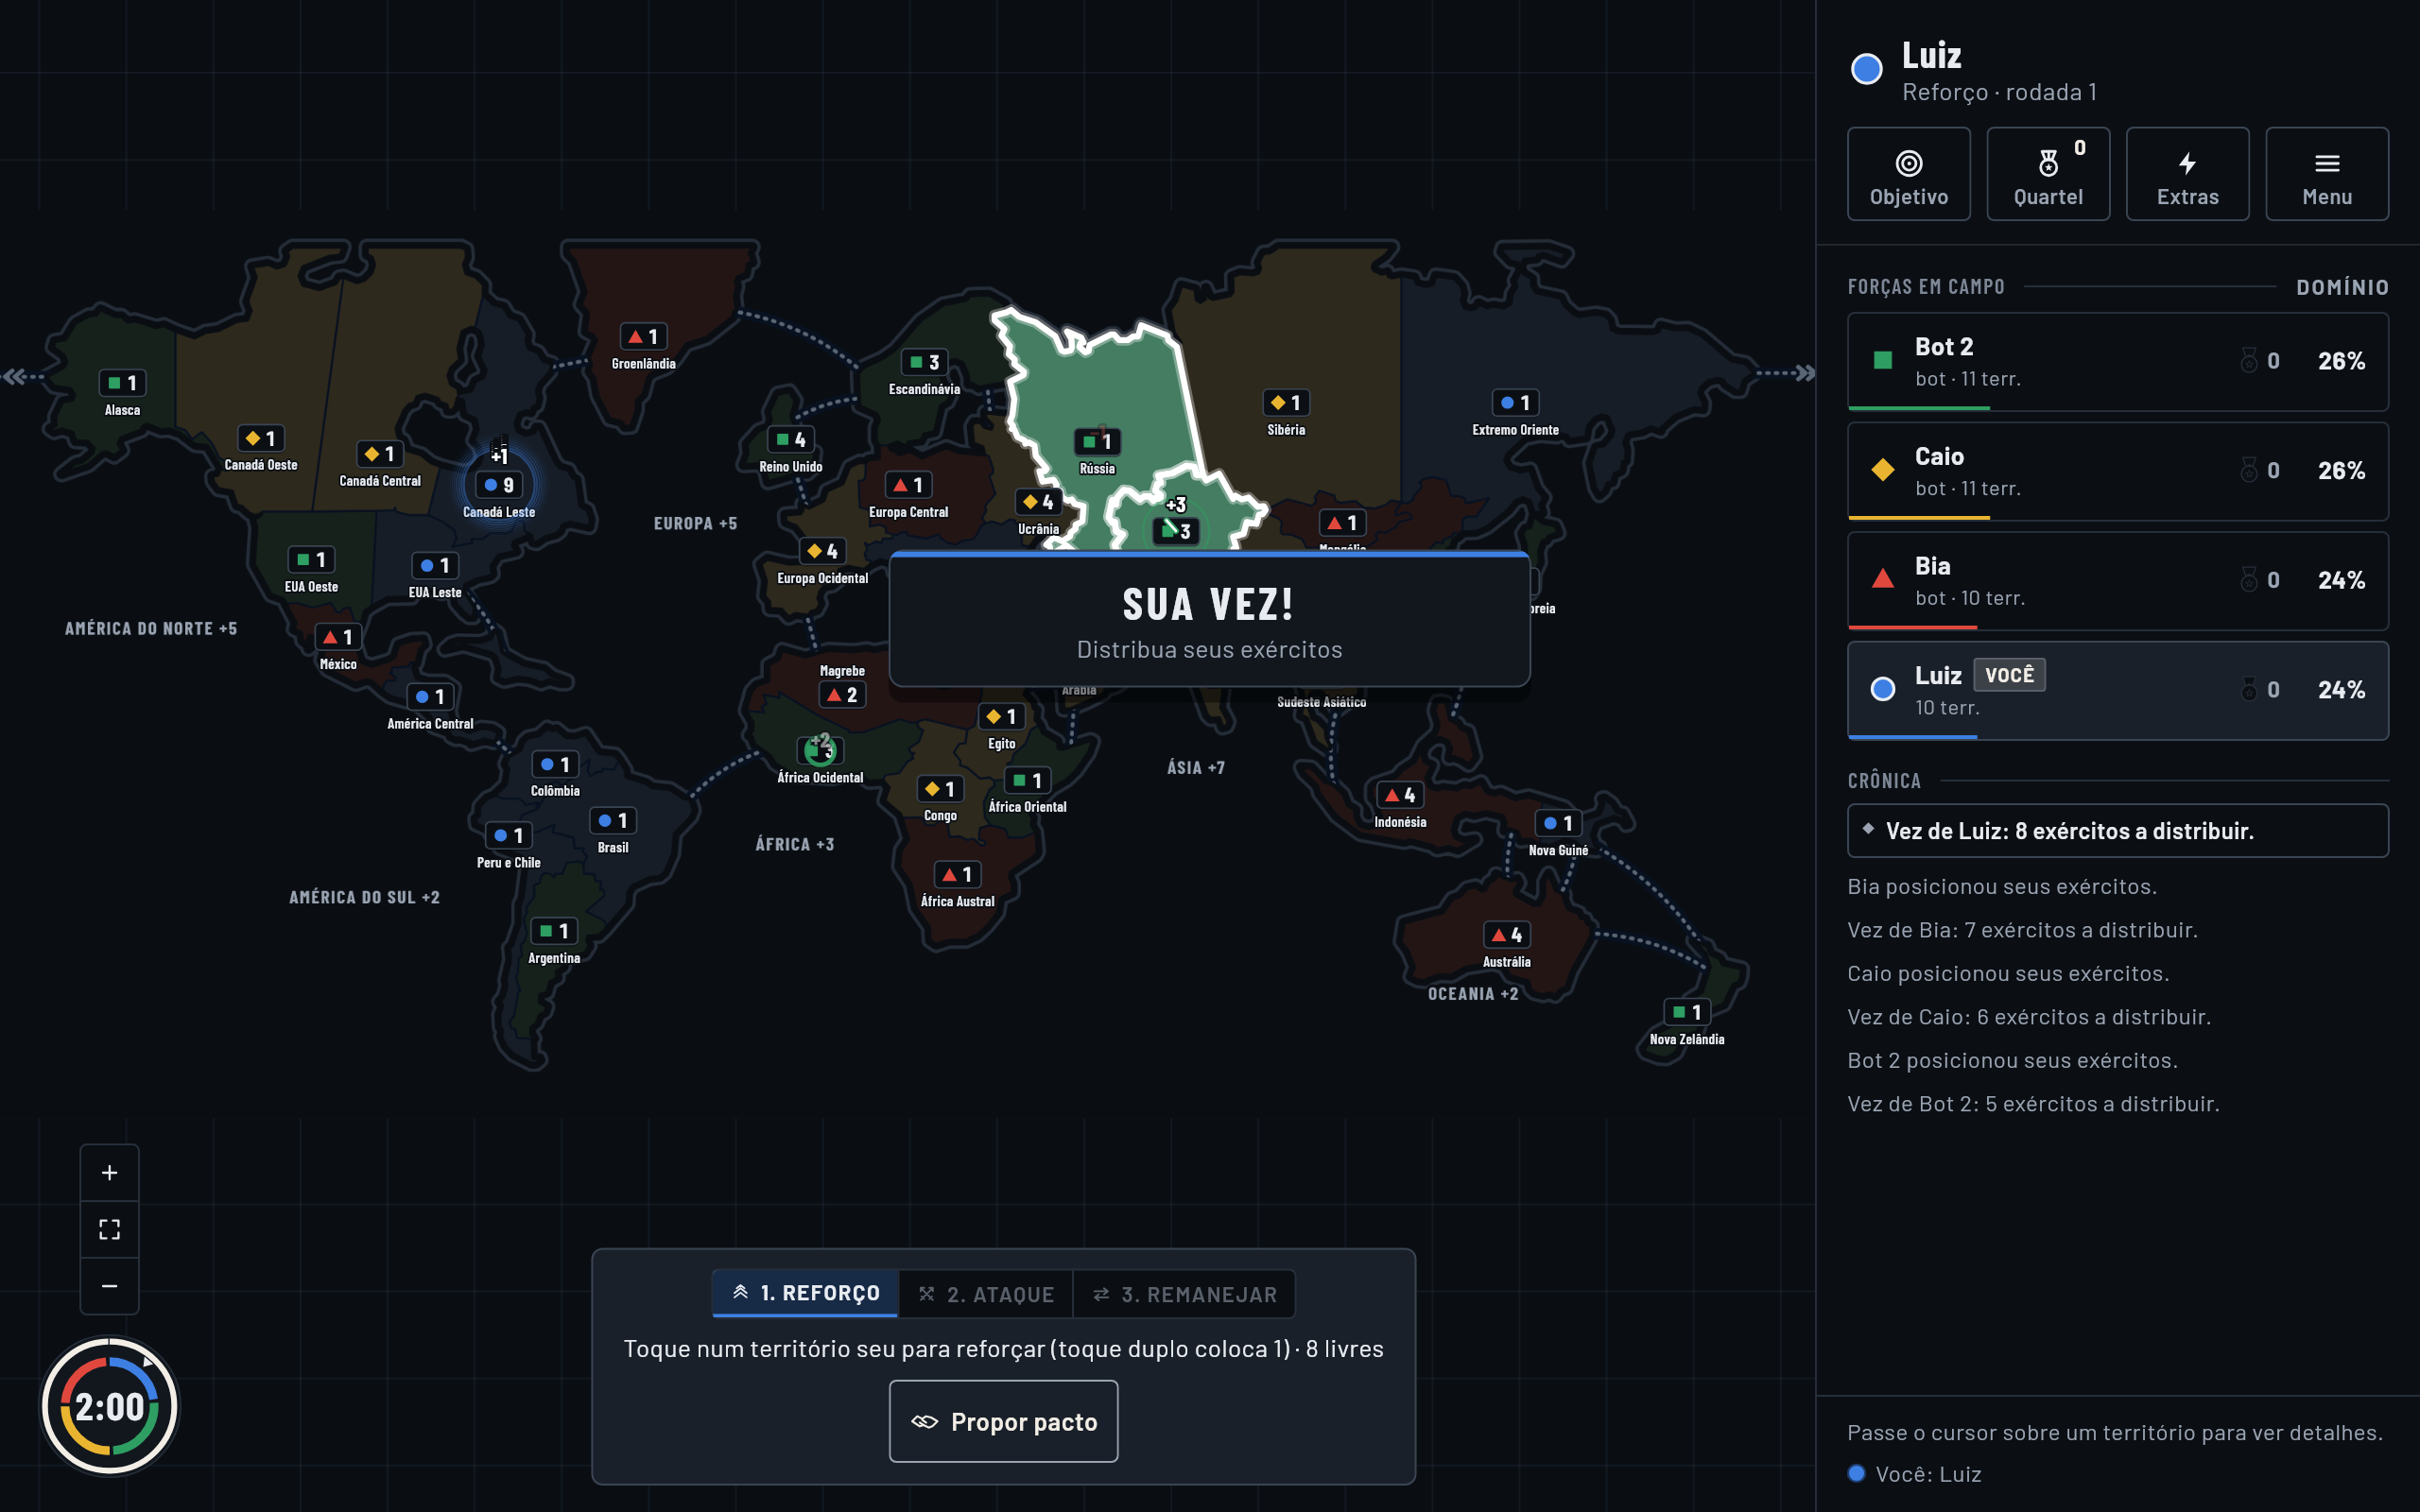 Luiz
Reforço · rodada 1
Objetivo
0
Quartel
Extras
Menu
FORÇAS EM CAMPO
DOMÍNIO
Bot 2
bot · 11 terr.
0
26%
Caio
bot · 11 terr.
0
26%
Bia
bot · 10 terr.
0
24%
Luiz VOCÊ
10 terr.
0
24%
CRÔNICA
Vez de Luiz: 8 exércitos a distribuir.
Bia posicionou seus exércitos.
Vez de Bia: 7 exércitos a distribuir.
Caio posicionou seus exércitos.
Vez de Caio: 6 exércitos a distribuir.
Bot 2 posicionou seus exércitos.
Vez de Bot 2: 5 exércitos a distribuir.
Passe o cursor sobre um território para ver detalhes.
Você: Luiz
1
Alasca
1
Canadá Oeste
1
Canadá Central
+1
9
Canadá Leste
1
Groenlândia
1
EUA Oeste
1
EUA Leste
AMÉRICA DO NORTE +5
1
México
1
América Central
1
Colômbia
1
Brasil
1
Peru e Chile
AMÉRICA DO SUL +2
1
Argentina
3
Escandinávia
4
Reino Unido
1
Europa Central
EUROPA +5
4
Ucrânia
4
Europa Ocidental
1
Rússia
+3
3
1
Sibéria
1
Extremo Oriente
1
SUA VEZ!
Distribua seus exércitos
Magrebe
2
Arábia
Sudeste Asiático
1
Egito
+2
3
África Ocidental
1
Congo
1
África Oriental
ÁFRICA +3
1
África Austral
ÁSIA +7
4
Indonésia
1
Nova Guiné
4
Austrália
OCEANIA +2
1
Nova Zelândia
2:00
1. REFORÇO
2. ATAQUE
3. REMANEJAR
Toque num território seu para reforçar (toque duplo coloca 1) · 8 livres
Propor pacto